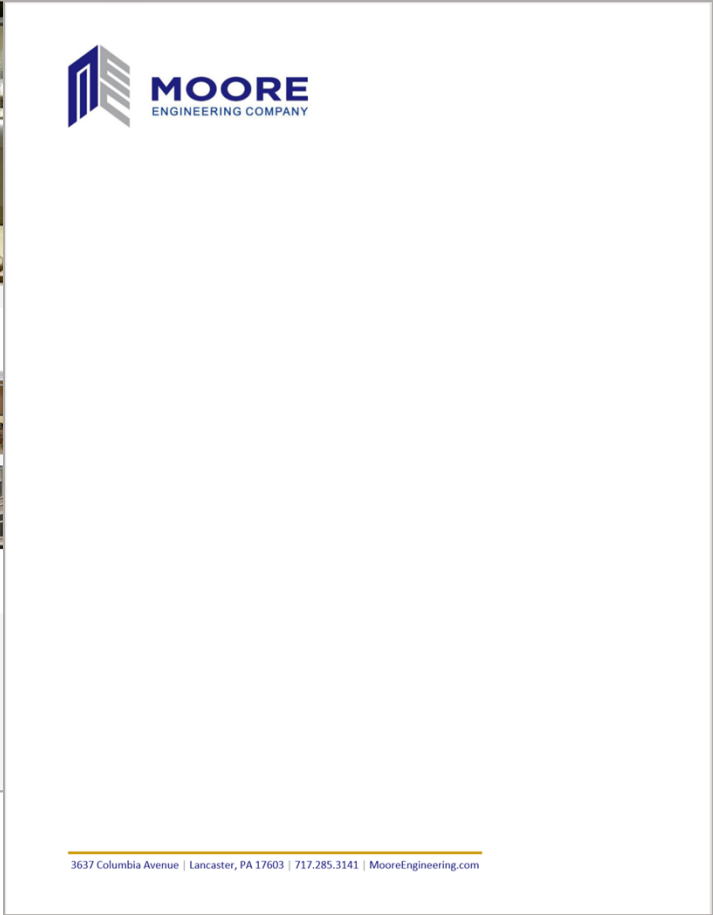 MOORE
ENGINEERING COMPANY
3637 Columbia Avenue | Lancaster, PA 17603 | 717.285.3141 | MooreEngineering.com